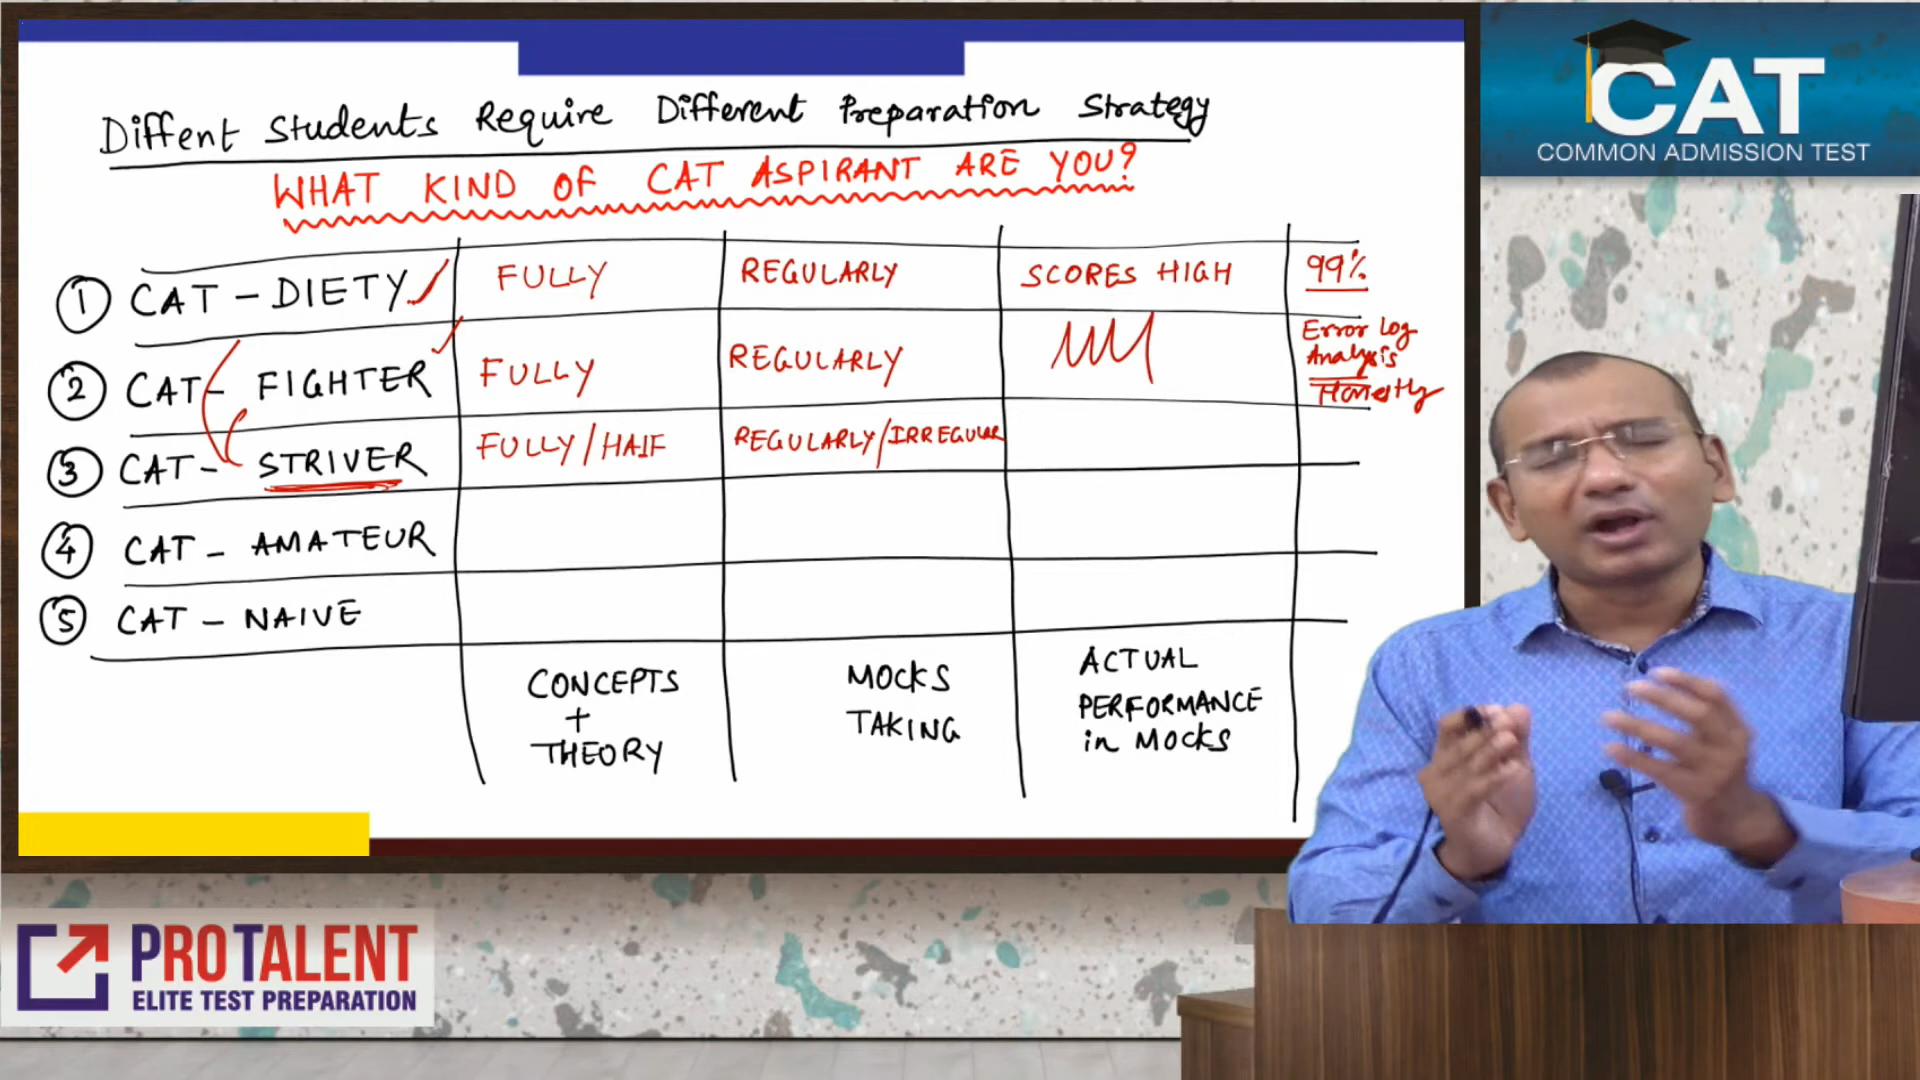 Diffent Students Require Different Preparation Strategy
WHAT KIND OF CAT ASPIRANT ARE YOU?
1 CAT - DIETY FULLY REGULARLY SCORES HIGH 99%
2 CAT - FIGHTER FULLY REGULARLY Error Log Analysis Honestly
3 CAT - STRIVER FULLY/HAIF REGULARLY/IRREGULAR
4 CAT - AMATEUR
5 CAT - NAIVE
CONCEPTS + THEORY
MOCKS TAKING
ACTUAL PERFORMANCE in MOCKS
CAT
COMMON ADMISSION TEST
PROTALENT
ELITE TEST PREPARATION